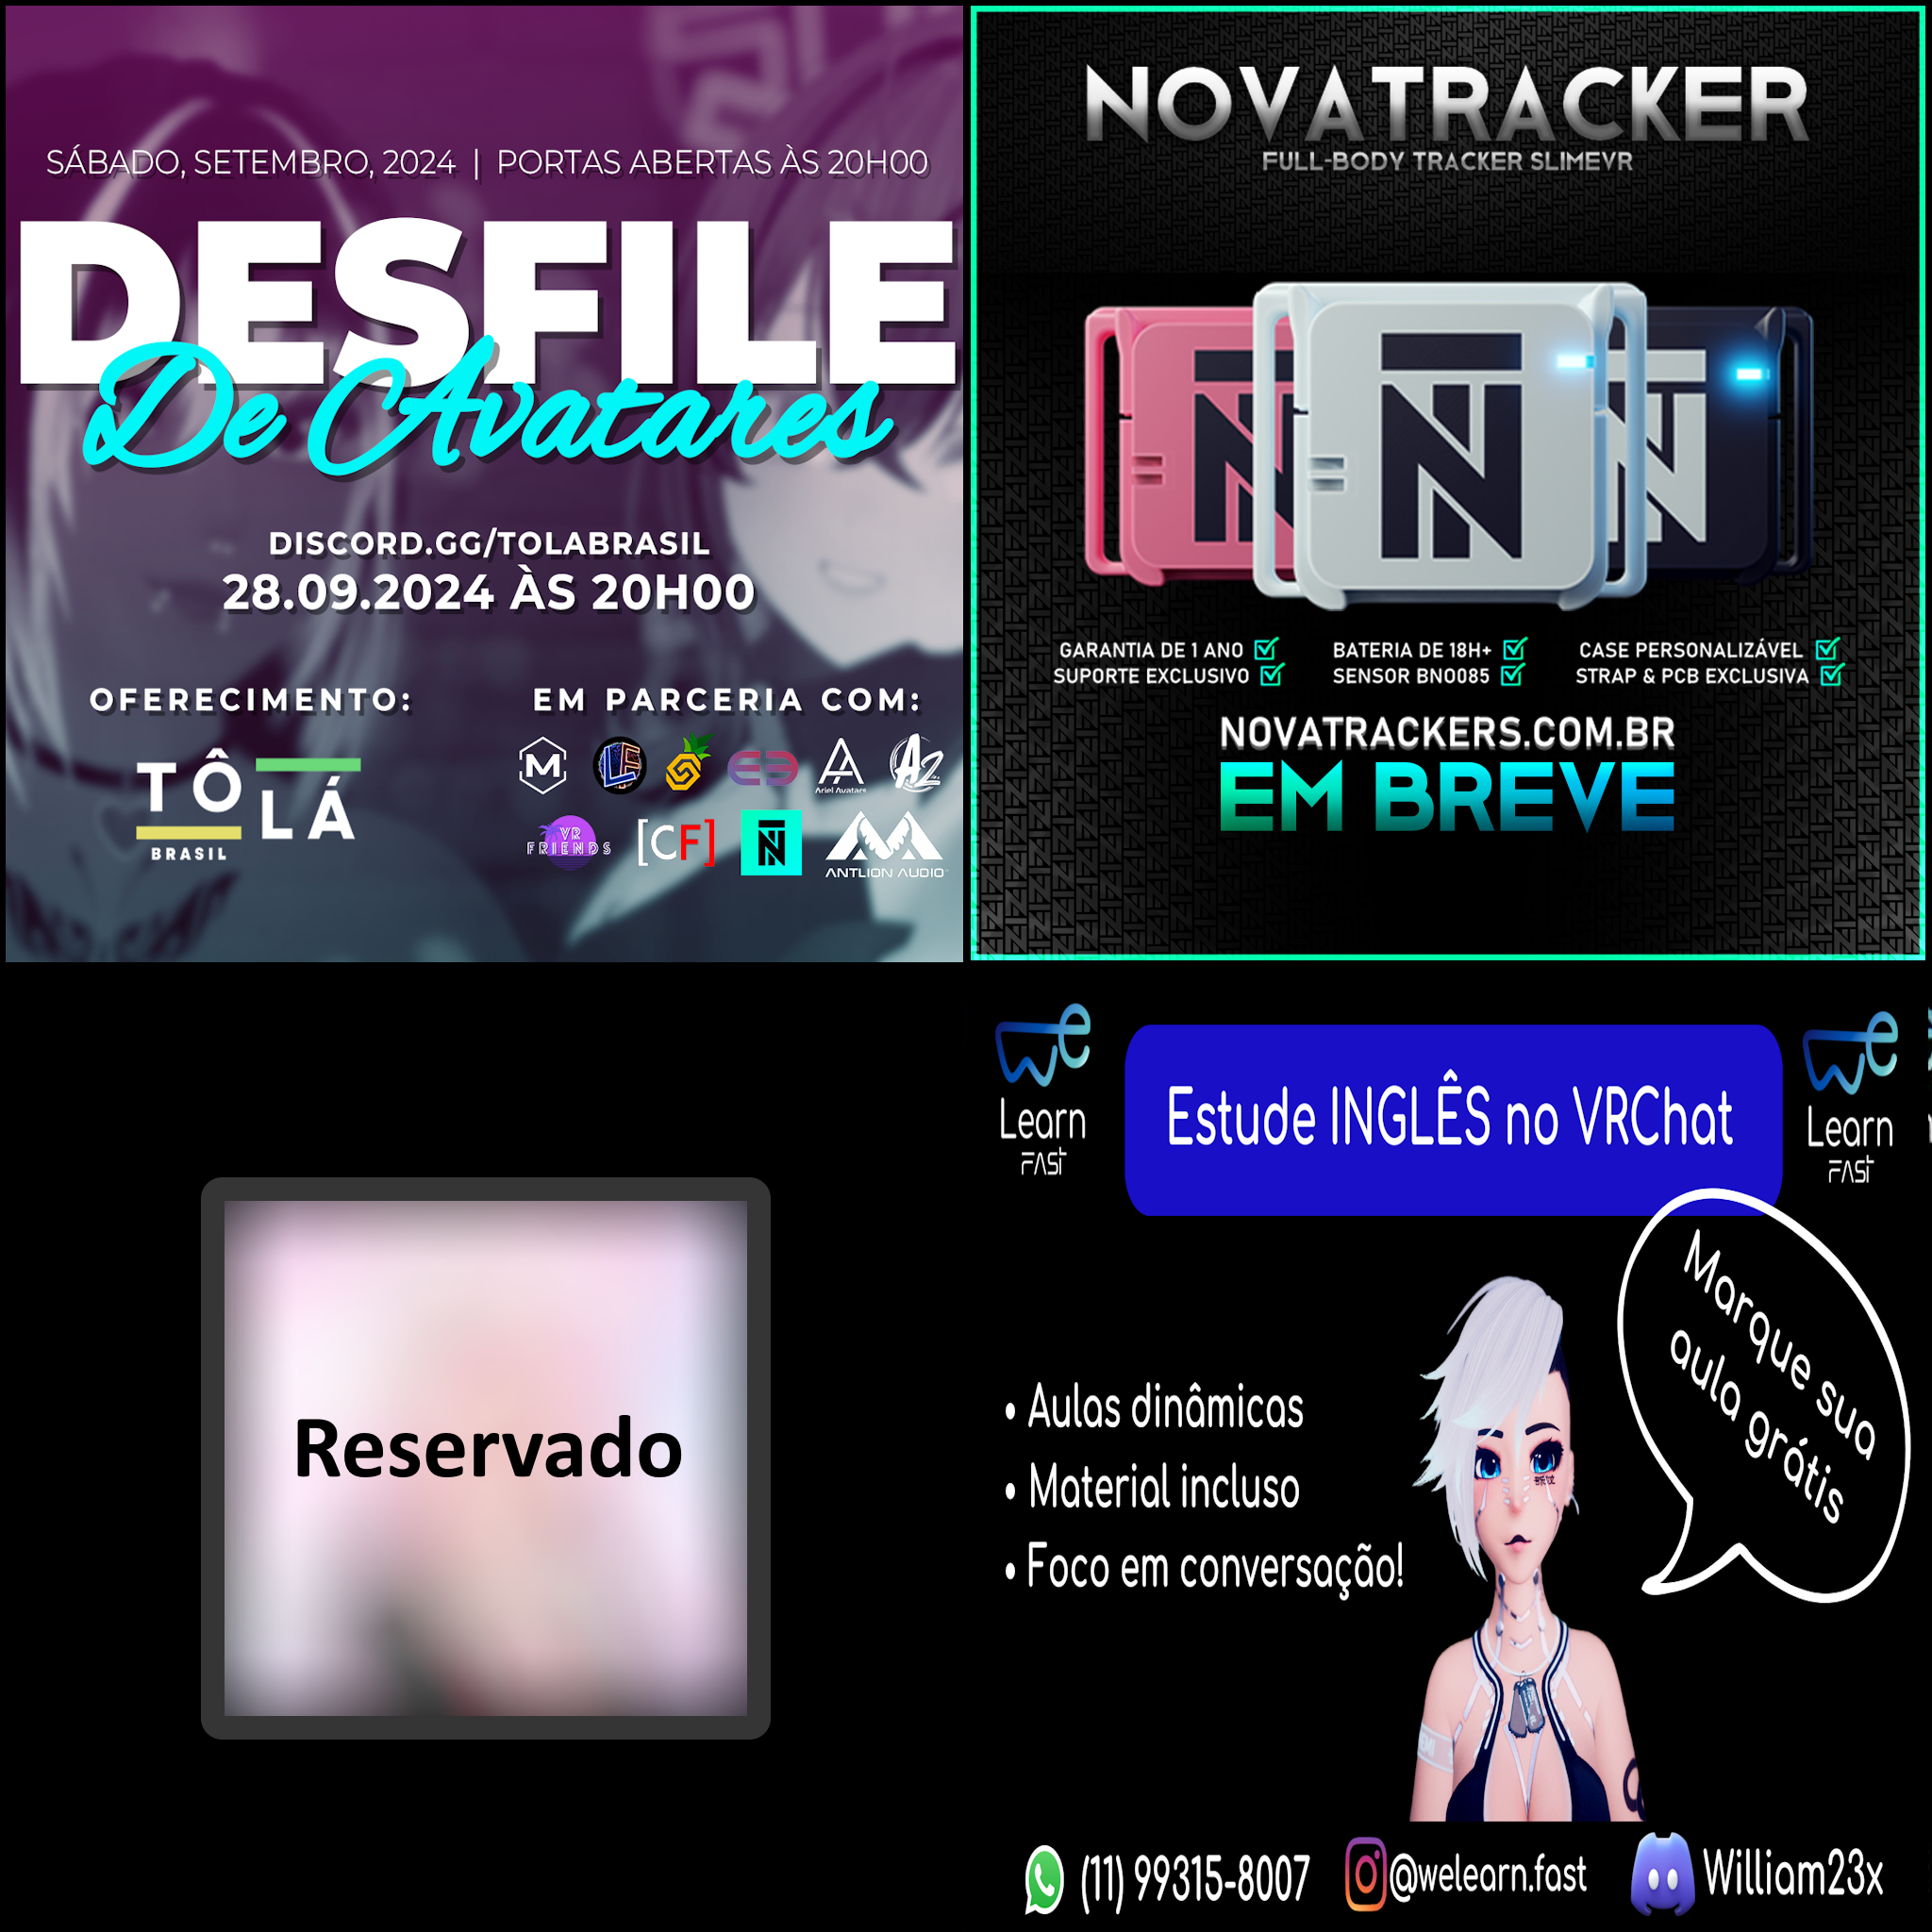 SÁBADO, SETEMBRO, 2024 | PORTAS ABERTAS ÀS 20H00
DESFILE
De Avatares
DISCORD.GG/TOLABRASIL
28.09.2024 ÀS 20H00
OFERECIMENTO:
TÔ LÁ
BRASIL
EM PARCERIA COM:
M
LF
Ariel Avatars
A2
VR
FRIENDS
[CF]
ANTLION AUDIO
NOVATRACKER
FULL-BODY TRACKER SLIMEVR
GARANTIA DE 1 ANO
SUPORTE EXCLUSIVO
BATERIA DE 18H+
SENSOR BNO085
CASE PERSONALIZÁVEL
STRAP & PCB EXCLUSIVA
NOVATRACKERS.COM.BR
EM BREVE
Reservado
We
Learn
FAST
Estude INGLÊS no VRChat
We
Learn
FAST
Marque sua
aula grátis
• Aulas dinâmicas
• Material incluso
• Foco em conversação!
(11) 99315-8007
@welearn.fast
William23x